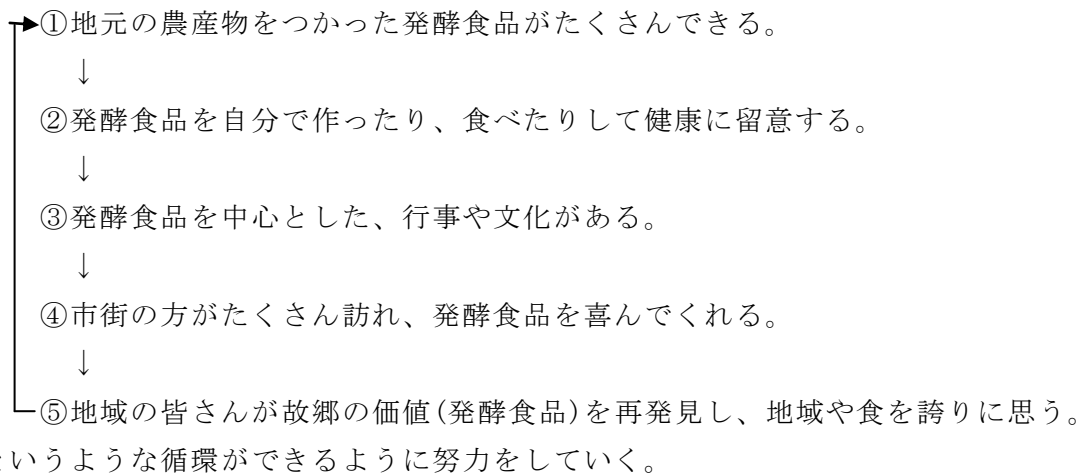 ①地元の農産物をつかった発酵食品がたくさんできる。
↓
②発酵食品を自分で作ったり、食べたりして健康に留意する。
↓
③発酵食品を中心とした、行事や文化がある。
↓
④市街の方がたくさん訪れ、発酵食品を喜んでくれる。
↓
⑤地域の皆さんが故郷の価値(発酵食品)を再発見し、地域や食を誇りに思う。
というような循環ができるように努力をしていく。